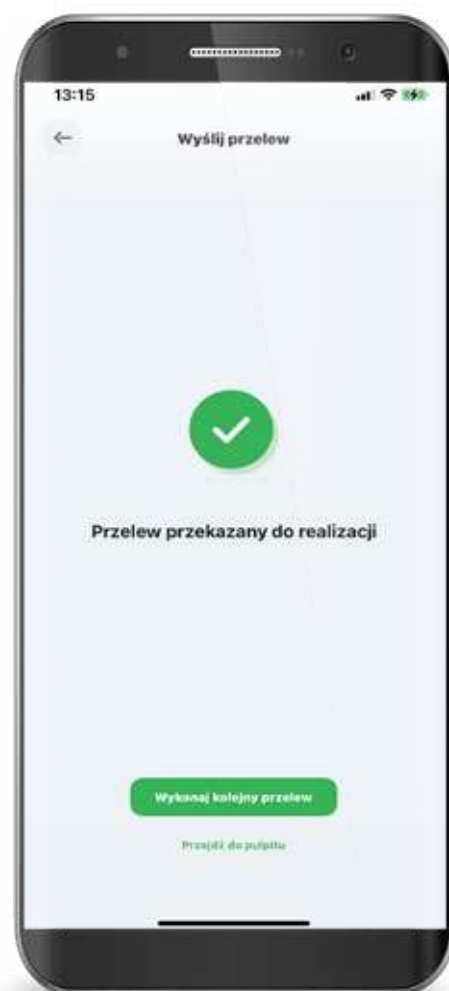 13:15
Wyślij przelew
Przelew przekazany do realizacji
Wykonaj kolejny przelew
Przejdź do pulpitu